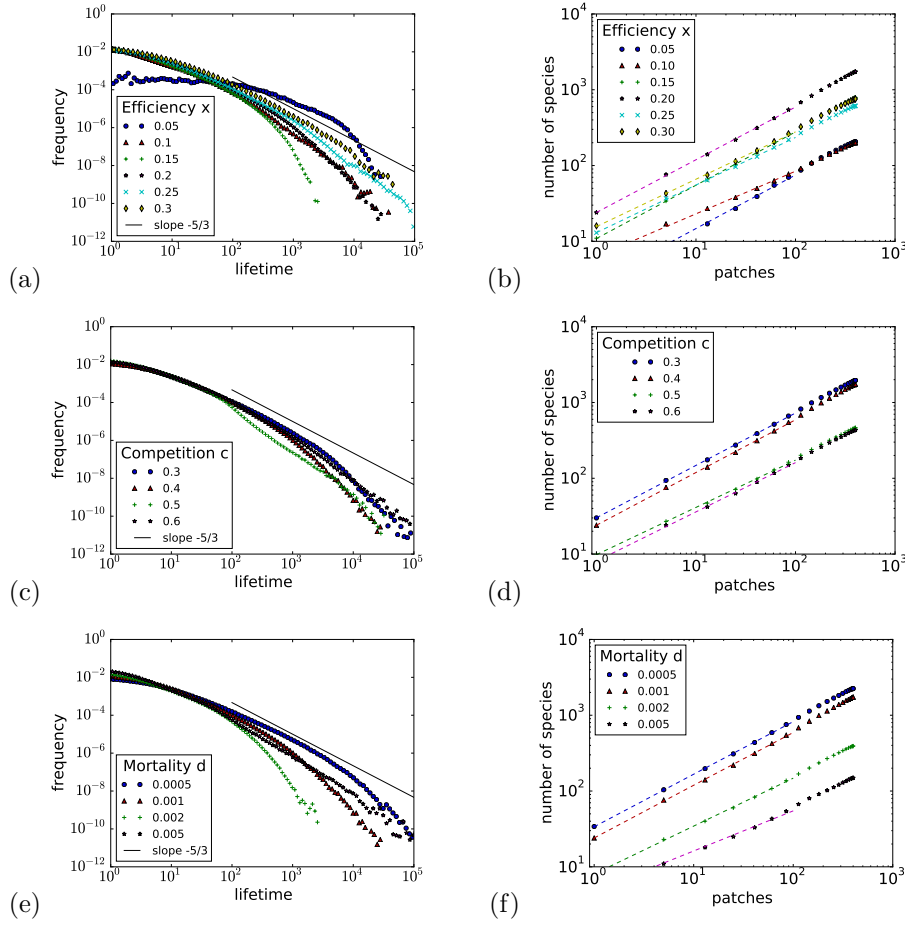 10^0
10^-2
10^-4
10^-6
10^-8
10^-10
10^-12
frequency
Efficiency x
0.05
0.1
0.15
0.2
0.25
0.3
slope -5/3
10^0 10^1 10^2 10^3 10^4 10^5
lifetime
(a)
10^4
10^3
10^2
10^1
number of species
Efficiency x
0.05
0.10
0.15
0.20
0.25
0.30
10^0 10^1 10^2 10^3
patches
(b)
10^0
10^-2
10^-4
10^-6
10^-8
10^-10
10^-12
frequency
Competition c
0.3
0.4
0.5
0.6
slope -5/3
10^0 10^1 10^2 10^3 10^4 10^5
lifetime
(c)
10^4
10^3
10^2
10^1
number of species
Competition c
0.3
0.4
0.5
0.6
10^0 10^1 10^2 10^3
patches
(d)
10^0
10^-2
10^-4
10^-6
10^-8
10^-10
10^-12
frequency
Mortality d
0.0005
0.001
0.002
0.005
slope -5/3
10^0 10^1 10^2 10^3 10^4 10^5
lifetime
(e)
10^4
10^3
10^2
10^1
number of species
Mortality d
0.0005
0.001
0.002
0.005
10^0 10^1 10^2 10^3
patches
(f)